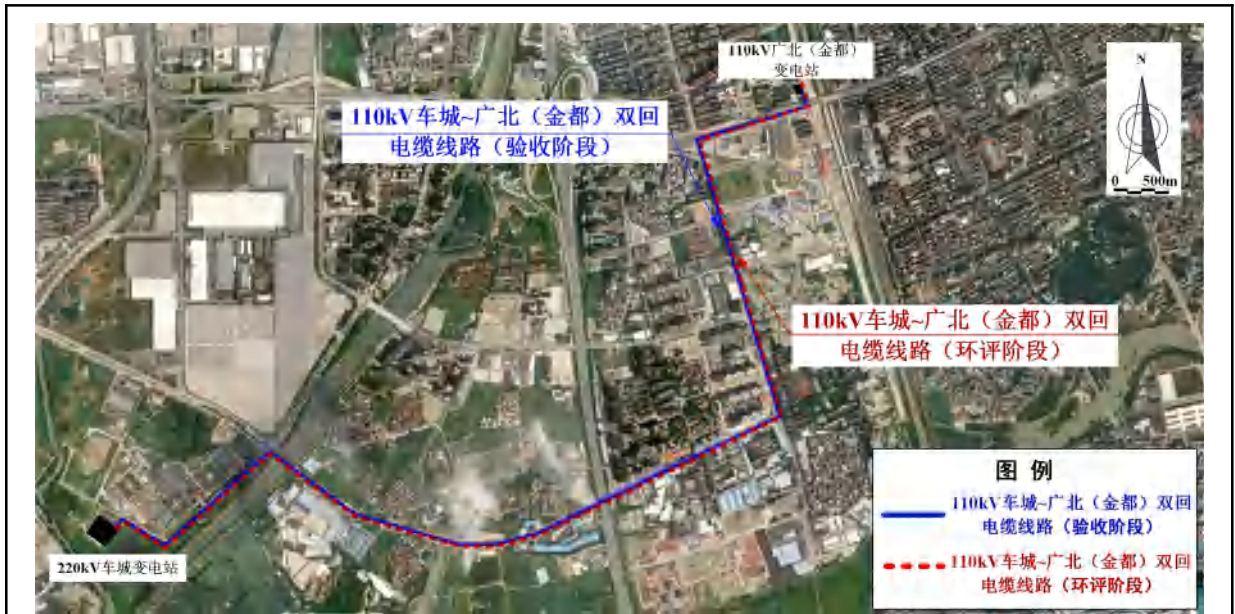 110kV广北（金都）
变电站
N
0 500m
110kV车城~广北（金都）双回
电缆线路（验收阶段）
110kV车城~广北（金都）双回
电缆线路（环评阶段）
220kV车城变电站
图 例
110kV车城~广北（金都）双回
电缆线路（验收阶段）
110kV车城~广北（金都）双回
电缆线路（环评阶段）